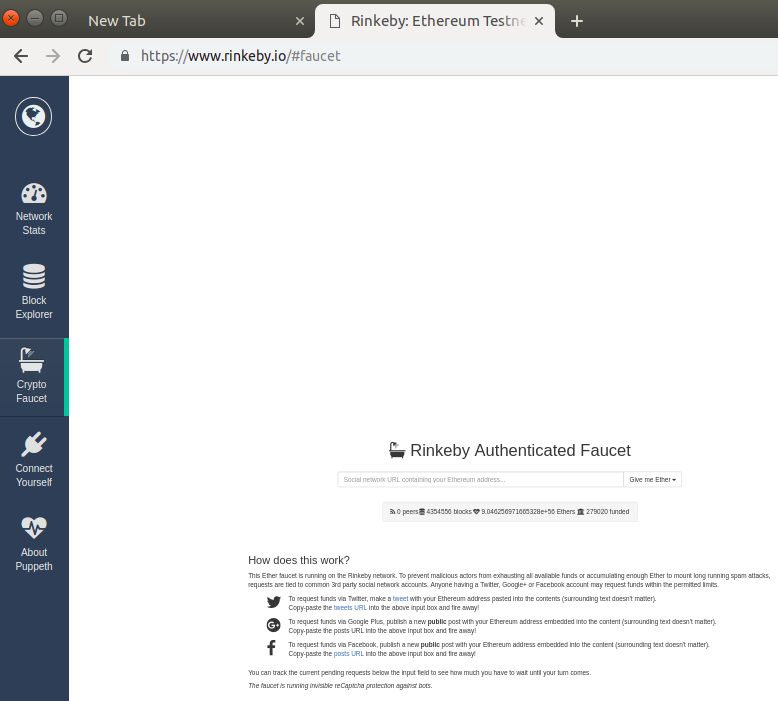 New Tab
Rinkeby: Ethereum Testne
https://www.rinkeby.io/#faucet
Network
Stats
Block
Explorer
Crypto
Faucet
Connect
Yourself
About
Puppeth
Rinkeby Authenticated Faucet
Social network URL containing your Ethereum address...
Give me Ether
0 peers 4354556 blocks 9.046256971665328e+56 Ethers 279020 funded
How does this work?
This Ether faucet is running on the Rinkeby network. To prevent malicious actors from exhausting all available funds or accumulating enough Ether to mount long running spam attacks,
requests are tied to common 3rd party social network accounts. Anyone having a Twitter, Google+ or Facebook account may request funds within the permitted limits.
To request funds via Twitter, make a tweet with your Ethereum address pasted into the contents (surrounding text doesn't matter).
Copy-paste the tweets URL into the above input box and fire away!
To request funds via Google Plus, publish a new public post with your Ethereum address embedded into the content (surrounding text doesn't matter).
Copy-paste the posts URL into the above input box and fire away!
To request funds via Facebook, publish a new public post with your Ethereum address embedded into the content (surrounding text doesn't matter).
Copy-paste the posts URL into the above input box and fire away!
You can track the current pending requests below the input field to see how much you have to wait until your turn comes.
The faucet is running invisible reCaptcha protection against bots.